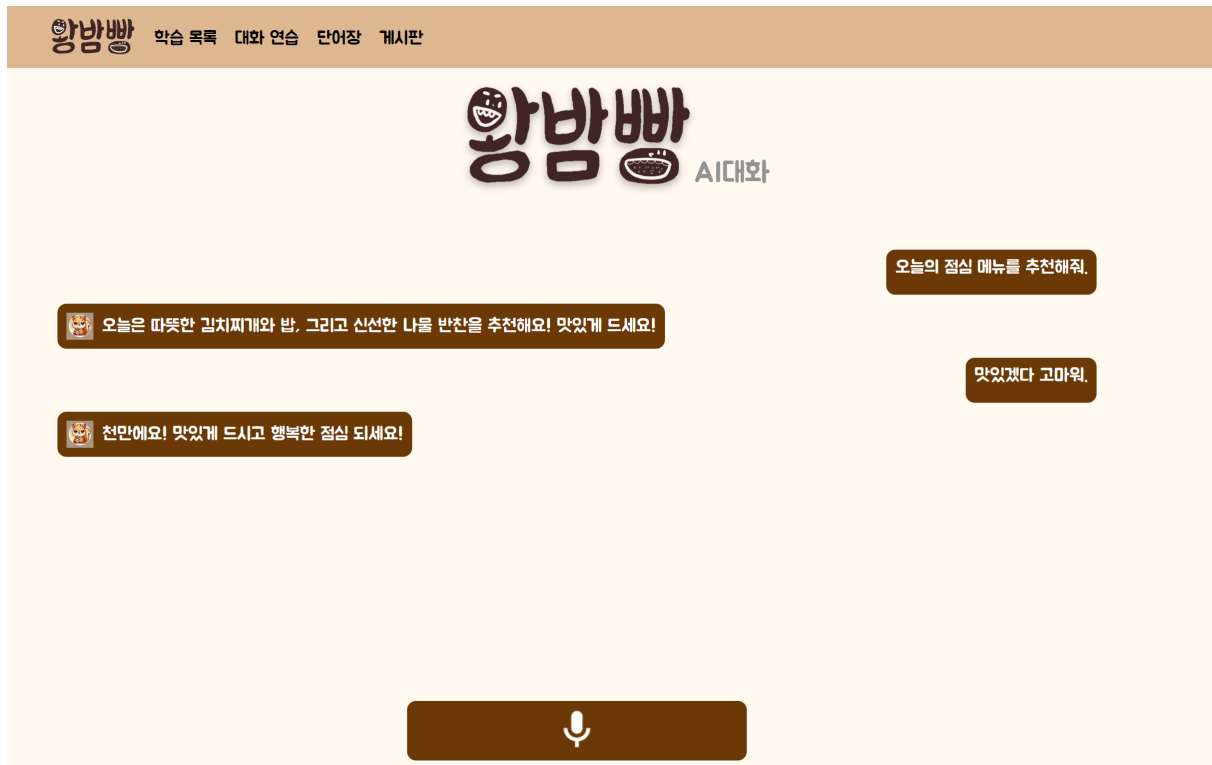 왕밤빵 학습 목록 대화 연습 단어장 게시판
왕밤빵 AI대화
오늘의 점심 메뉴를 추천해줘.
오늘은 따뜻한 김치찌개와 밥, 그리고 신선한 나물 반찬을 추천해요! 맛있게 드세요!
맛있겠다 고마워.
천만에요! 맛있게 드시고 행복한 점심 되세요!